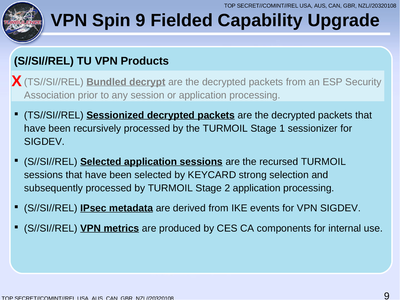 TOP SECRET//COMINT//REL USA, AUS, CAN, GBR, NZL//20320108
VPN Spin 9 Fielded Capability Upgrade
(S//SI//REL) TU VPN Products
X (TS//SI//REL) Bundled decrypt are the decrypted packets from an ESP Security
Association prior to any session or application processing.
▪ (TS//SI//REL) Sessionized decrypted packets are the decrypted packets that
have been recursively processed by the TURMOIL Stage 1 sessionizer for
SIGDEV.
▪ (S//SI//REL) Selected application sessions are the recursed TURMOIL
sessions that have been selected by KEYCARD strong selection and
subsequently processed by TURMOIL Stage 2 application processing.
▪ (S//SI//REL) IPsec metadata are derived from IKE events for VPN SIGDEV.
▪ (S//SI//REL) VPN metrics are produced by CES CA components for internal use.
TOP SECRET//COMINT//REL USA, AUS, CAN, GBR, NZL//20320108
9